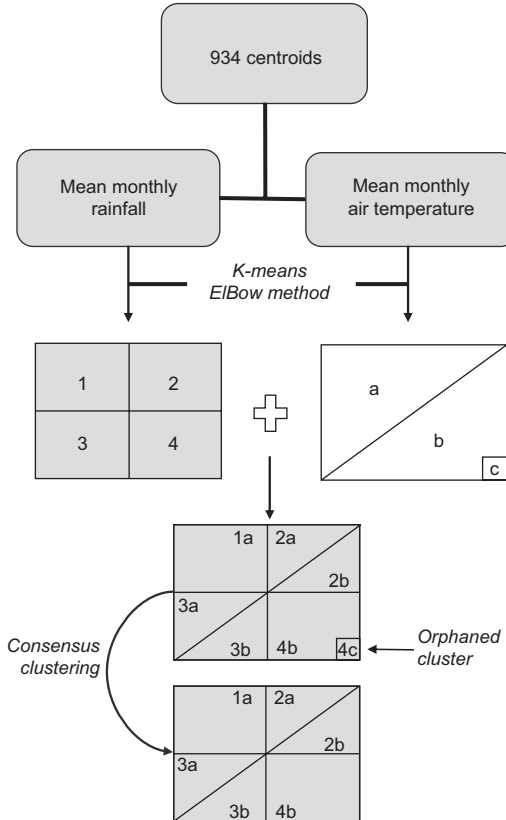 934 centroids
Mean monthly
rainfall
Mean monthly
air temperature
K-means
ElBow method
1
2
3
4
a
b
c
1a
2a
2b
3a
3b
4b
4c
Consensus
clustering
Orphaned
cluster
1a
2a
2b
3a
3b
4b